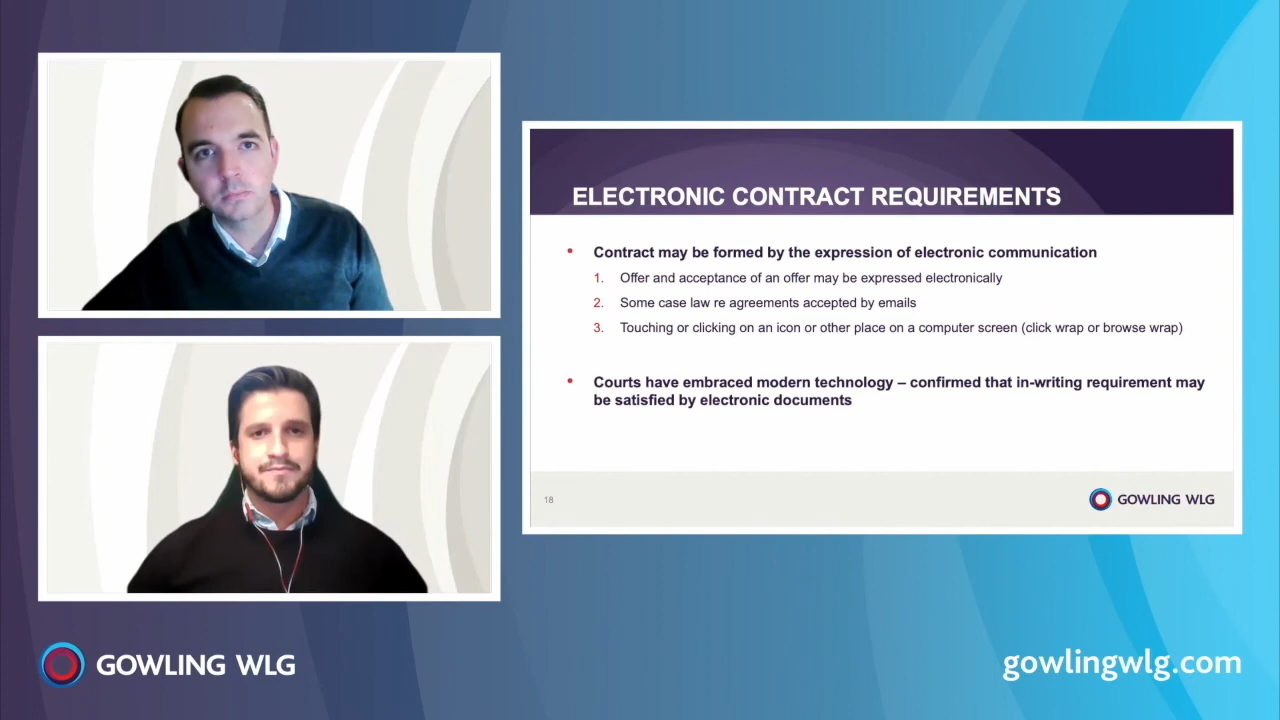 ELECTRONIC CONTRACT REQUIREMENTS
• Contract may be formed by the expression of electronic communication
1. Offer and acceptance of an offer may be expressed electronically
2. Some case law re agreements accepted by emails
3. Touching or clicking on an icon or other place on a computer screen (click wrap or browse wrap)
• Courts have embraced modern technology – confirmed that in-writing requirement may
be satisfied by electronic documents
18
GOWLING WLG
GOWLING WLG
gowlingwlg.com